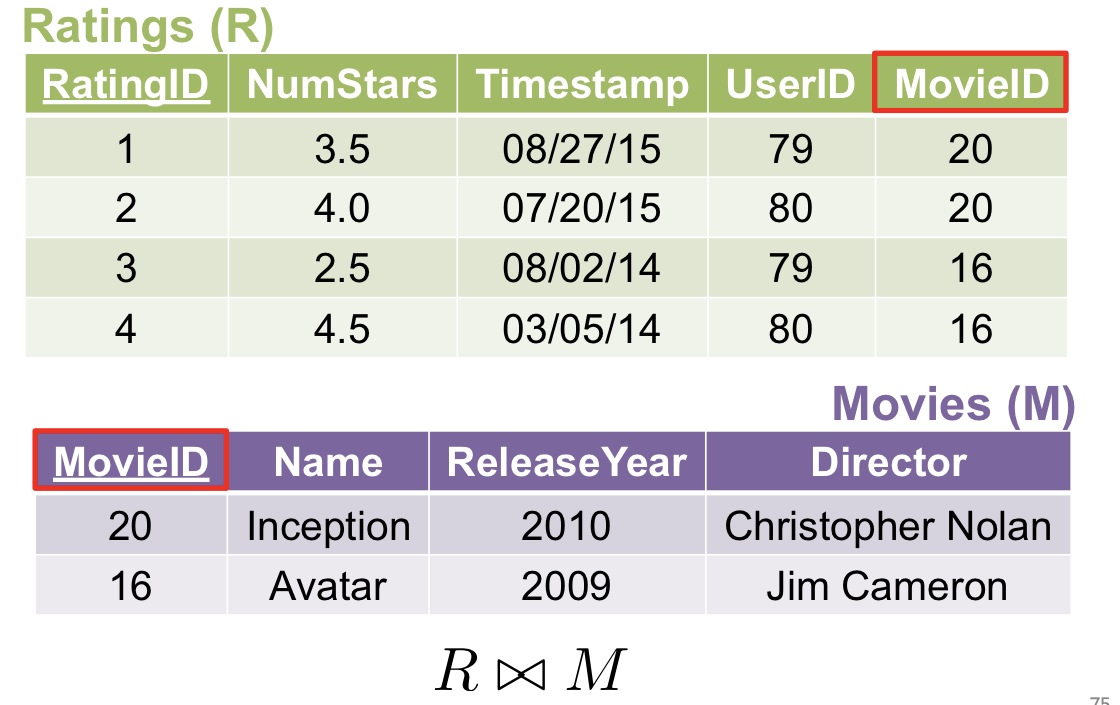 Ratings (R)
RatingID NumStars Timestamp UserID MovieID
1 3.5 08/27/15 79 20
2 4.0 07/20/15 80 20
3 2.5 08/02/14 79 16
4 4.5 03/05/14 80 16
Movies (M)
MovieID Name ReleaseYear Director
20 Inception 2010 Christopher Nolan
16 Avatar 2009 Jim Cameron
R ⋈ M
75